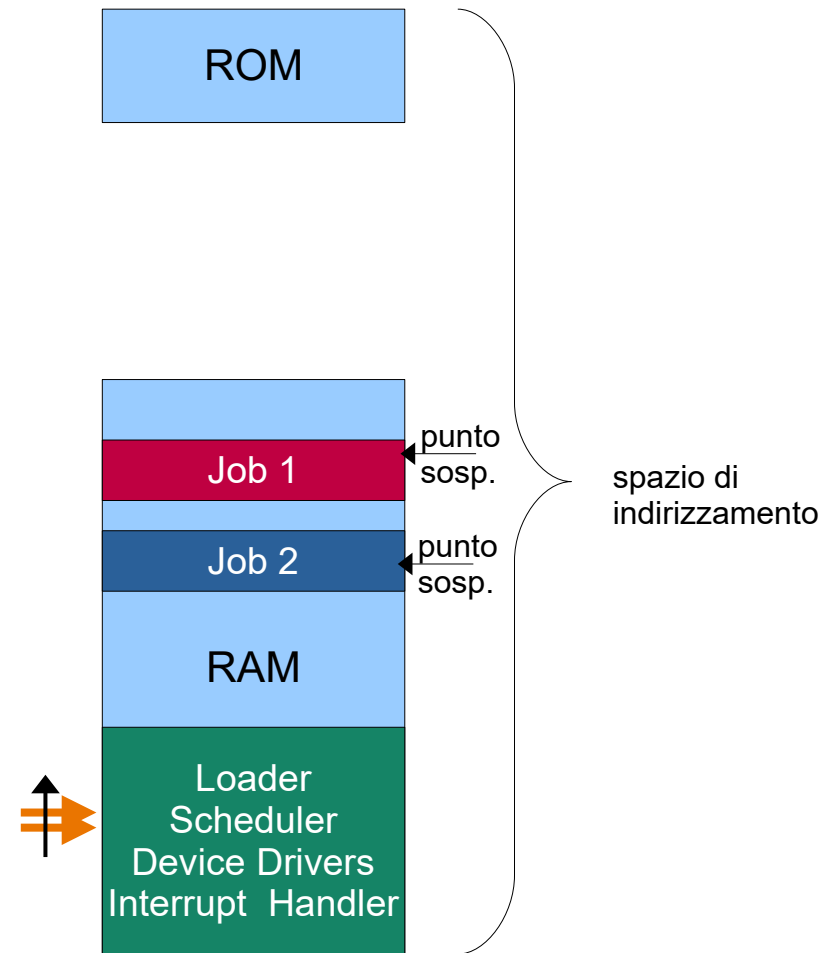 ROM
punto
sosp.
Job 1
spazio di
indirizzamento
punto
sosp.
Job 2
RAM
Loader
Scheduler
Device Drivers
Interrupt Handler